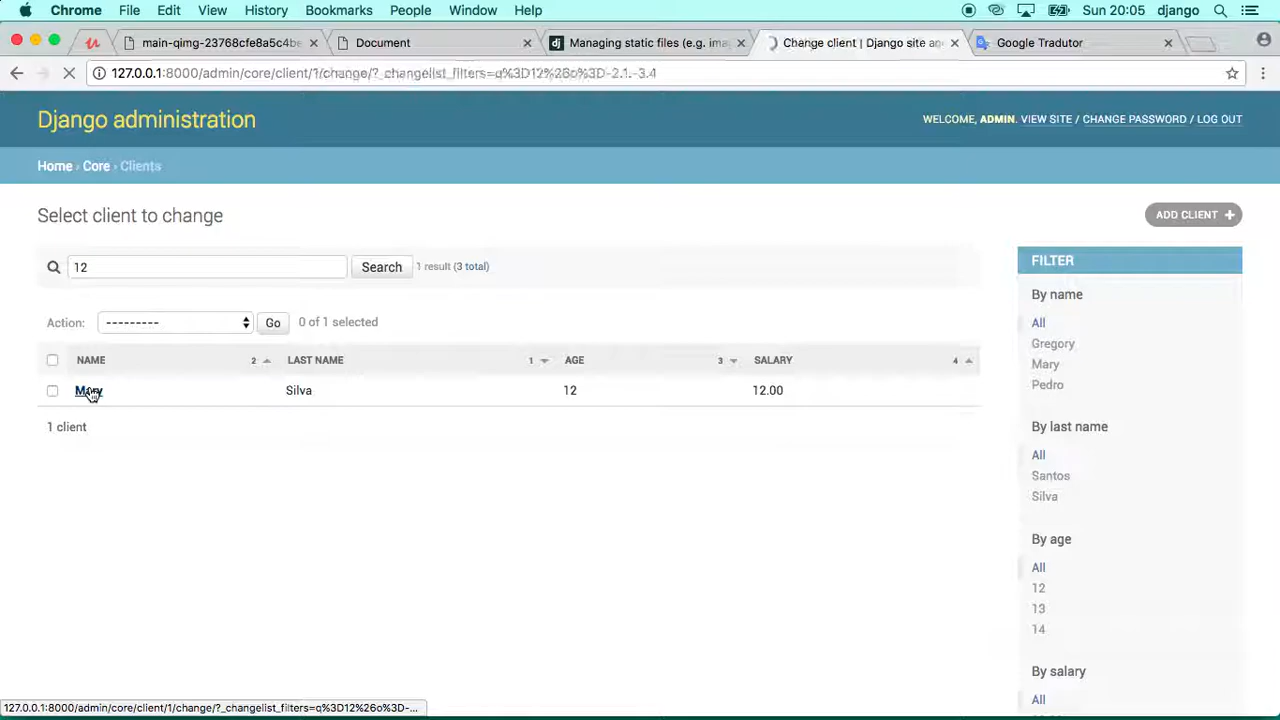 Chrome File Edit View History Bookmarks People Window Help Sun 20:05 django
main-qimg-23768cfe8a5c4be Document Managing static files (e.g. ima Change client | Django site ad Google Tradutor
127.0.0.1:8000/admin/core/client/1/change/?_changelist_filters=q%3D12%26o%3D-2.1.-3.4
Django administration
WELCOME, ADMIN. VIEW SITE / CHANGE PASSWORD / LOG OUT
Home › Core › Clients
Select client to change
ADD CLIENT +
12 Search 1 result (3 total)
Action: --------- Go 0 of 1 selected
NAME 2 LAST NAME 1 AGE 3 SALARY 4
Mary Silva 12 12.00
1 client
FILTER
By name
All
Gregory
Mary
Pedro
By last name
All
Santos
Silva
By age
All
12
13
14
By salary
All
127.0.0.1:8000/admin/core/client/1/change/?_changelist_filters=q%3D12%26o%3D-...